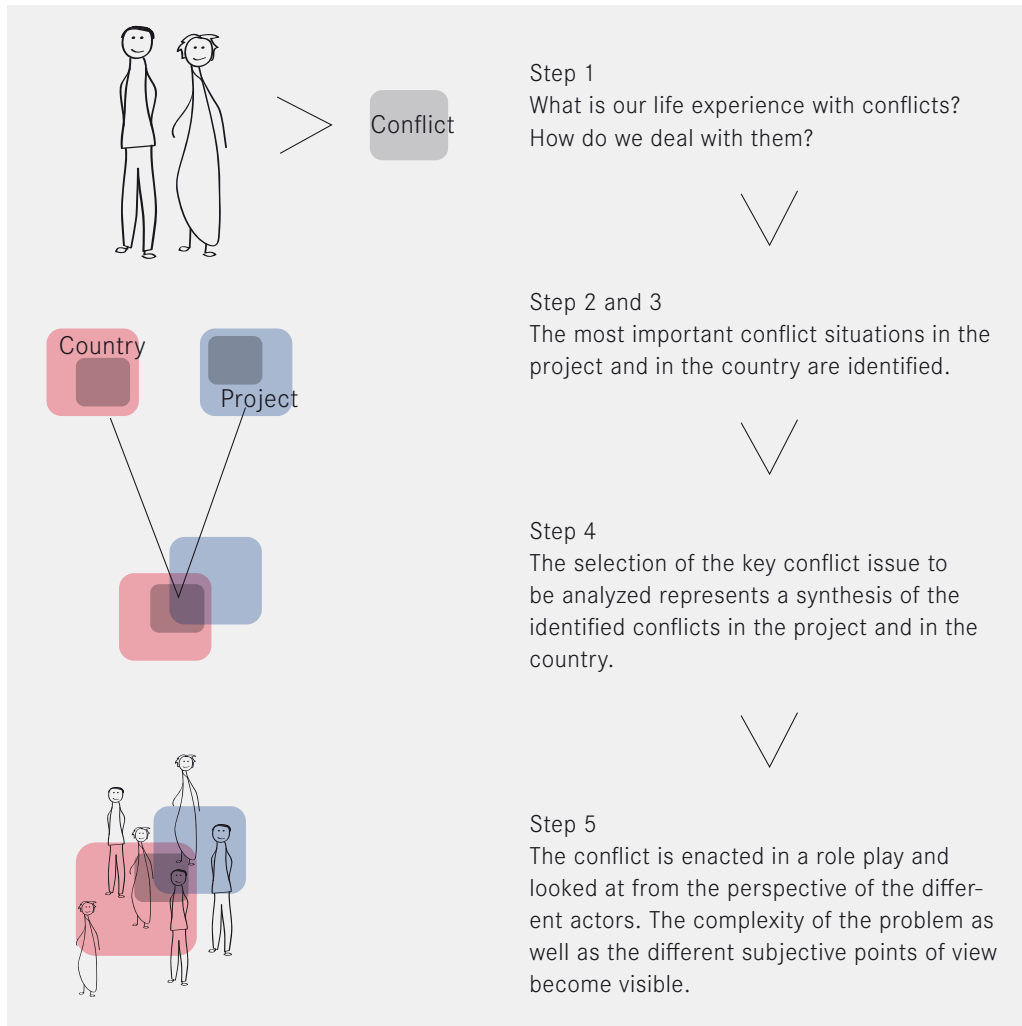 Conflict
Step 1
What is our life experience with conflicts?
How do we deal with them?
Country
Project
Step 2 and 3
The most important conflict situations in the
project and in the country are identified.
Step 4
The selection of the key conflict issue to
be analyzed represents a synthesis of the
identified conflicts in the project and in the
country.
Step 5
The conflict is enacted in a role play and
looked at from the perspective of the differ-
ent actors. The complexity of the problem as
well as the different subjective points of view
become visible.